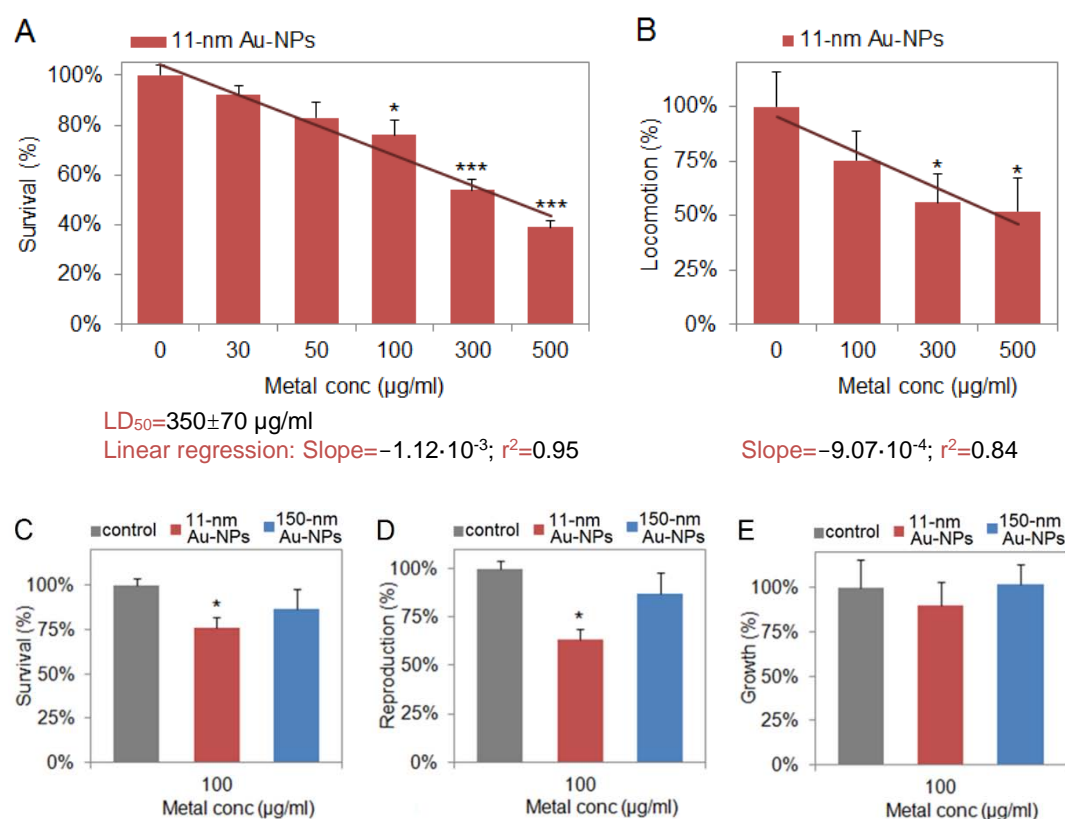 A
11-nm Au-NPs
100%
80%
60%
40%
20%
0%
Survival (%)
*
***
***
0 30 50 100 300 500
Metal conc (µg/ml)
LD₅₀=350±70 µg/ml
Linear regression: Slope=−1.12·10⁻³; r²=0.95
B
11-nm Au-NPs
100%
75%
50%
25%
0%
Locomotion (%)
*
*
0 100 300 500
Metal conc (µg/ml)
Slope=−9.07·10⁻⁴; r²=0.84
C
control
11-nm
Au-NPs
150-nm
Au-NPs
100%
75%
50%
25%
0%
Survival (%)
*
100
Metal conc (µg/ml)
D
control
11-nm
Au-NPs
150-nm
Au-NPs
100%
75%
50%
25%
0%
Reproduction (%)
*
100
Metal conc (µg/ml)
E
control
11-nm
Au-NPs
150-nm
Au-NPs
100%
75%
50%
25%
0%
Growth (%)
100
Metal conc (µg/ml)